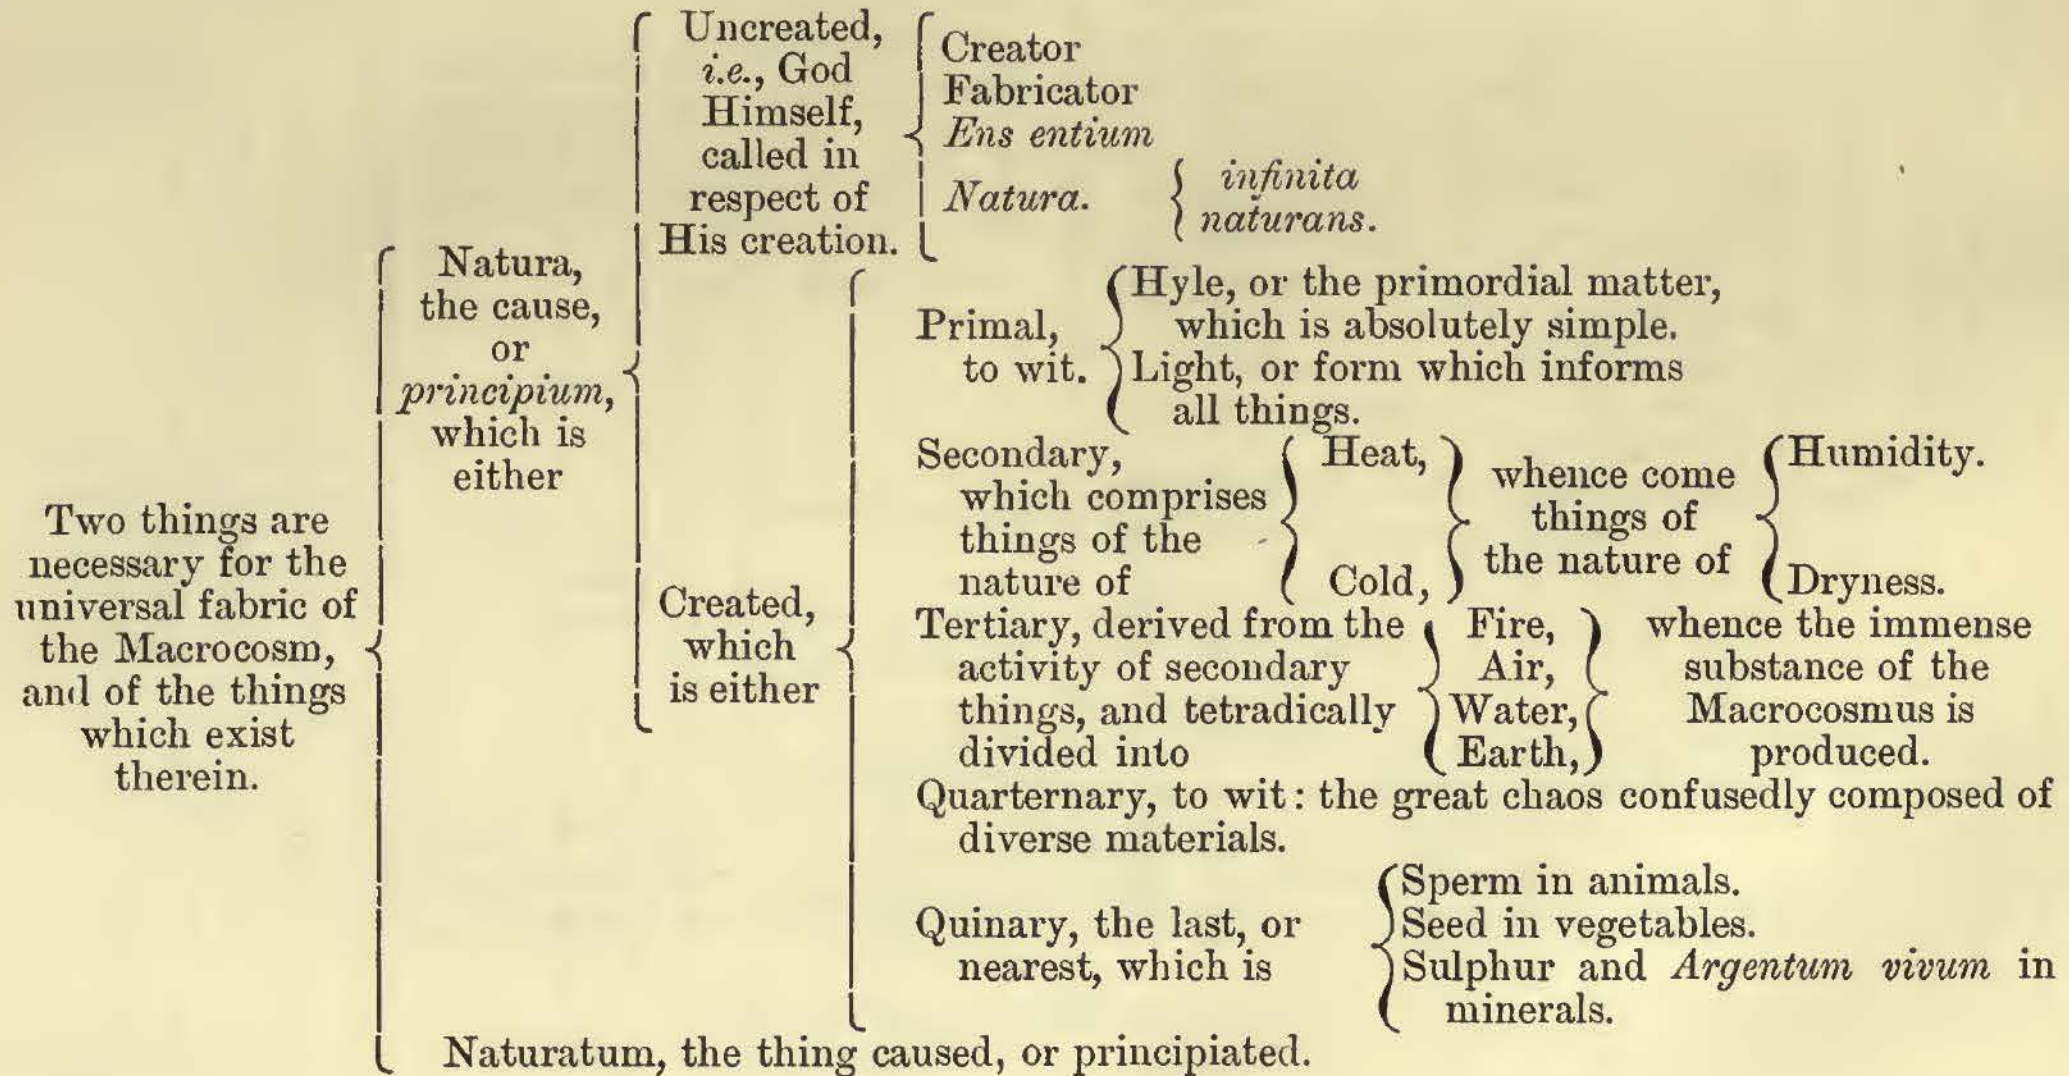 Two things are
necessary for the
universal fabric of
the Macrocosm,
and of the things
which exist
therein.
Natura,
the cause,
or
principium,
which is
either
Uncreated,
i.e., God
Himself,
called in
respect of
His creation.
Creator
Fabricator
Ens entium
Natura.
infinita
naturans.
Created,
which
is either
Primal,
to wit.
Hyle, or the primordial matter,
which is absolutely simple.
Light, or form which informs
all things.
Secondary,
which comprises
things of the
nature of
Heat,
Cold,
whence come
things of
the nature of
Humidity.
Dryness.
Tertiary, derived from the
activity of secondary
things, and tetradically
divided into
Fire,
Air,
Water,
Earth,
whence the immense
substance of the
Macrocosmus is
produced.
Quarternary, to wit: the great chaos confusedly composed of
diverse materials.
Quinary, the last, or
nearest, which is
Sperm in animals.
Seed in vegetables.
Sulphur and Argentum vivum in
minerals.
Naturatum, the thing caused, or principiated.